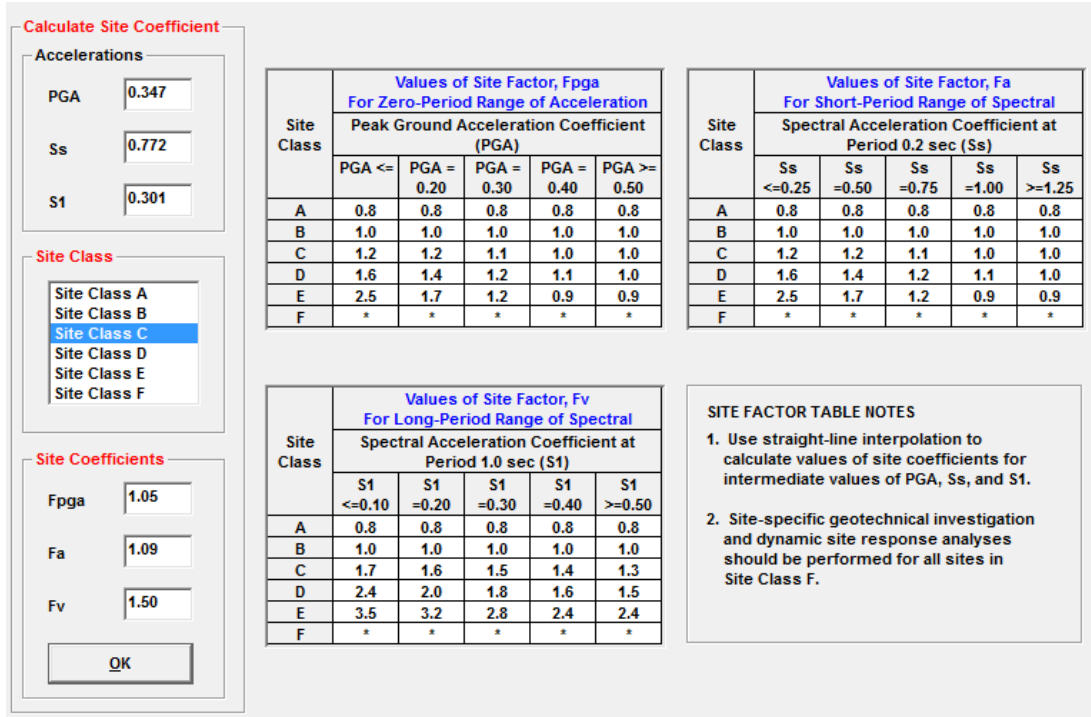 Calculate Site Coefficient
Accelerations
PGA 0.347
Ss 0.772
S1 0.301
Site Class
Site Class A
Site Class B
Site Class C
Site Class D
Site Class E
Site Class F
Site Coefficients
Fpga 1.05
Fa 1.09
Fv 1.50
OK
Site Class
Values of Site Factor, Fpga
For Zero-Period Range of Acceleration
Peak Ground Acceleration Coefficient
(PGA)
PGA <= PGA = PGA = PGA = PGA >=
0.20 0.30 0.40 0.50
A 0.8 0.8 0.8 0.8 0.8
B 1.0 1.0 1.0 1.0 1.0
C 1.2 1.2 1.1 1.0 1.0
D 1.6 1.4 1.2 1.1 1.0
E 2.5 1.7 1.2 0.9 0.9
F * * * * *
Site Class
Values of Site Factor, Fa
For Short-Period Range of Spectral
Spectral Acceleration Coefficient at
Period 0.2 sec (Ss)
Ss Ss Ss Ss Ss
<=0.25 =0.50 =0.75 =1.00 >=1.25
A 0.8 0.8 0.8 0.8 0.8
B 1.0 1.0 1.0 1.0 1.0
C 1.2 1.2 1.1 1.0 1.0
D 1.6 1.4 1.2 1.1 1.0
E 2.5 1.7 1.2 0.9 0.9
F * * * * *
Site Class
Values of Site Factor, Fv
For Long-Period Range of Spectral
Spectral Acceleration Coefficient at
Period 1.0 sec (S1)
S1 S1 S1 S1 S1
<=0.10 =0.20 =0.30 =0.40 >=0.50
A 0.8 0.8 0.8 0.8 0.8
B 1.0 1.0 1.0 1.0 1.0
C 1.7 1.6 1.5 1.4 1.3
D 2.4 2.0 1.8 1.6 1.5
E 3.5 3.2 2.8 2.4 2.4
F * * * * *
SITE FACTOR TABLE NOTES
1. Use straight-line interpolation to
calculate values of site coefficients for
intermediate values of PGA, Ss, and S1.
2. Site-specific geotechnical investigation
and dynamic site response analyses
should be performed for all sites in
Site Class F.